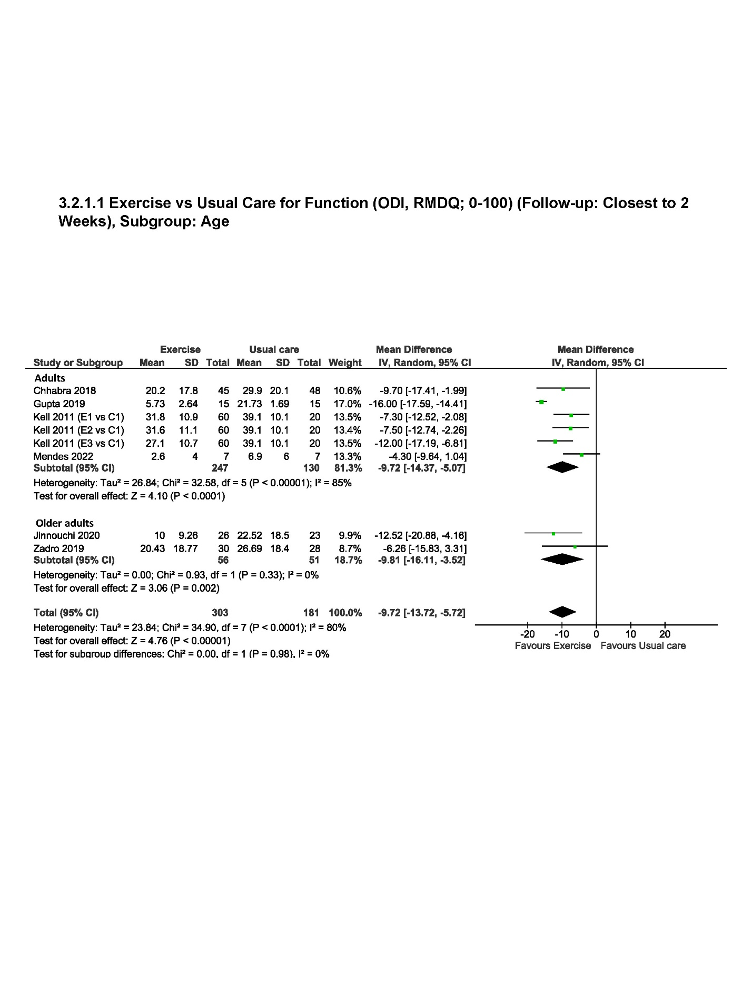 3.2.1.1 Exercise vs Usual Care for Function (ODI, RMDQ; 0-100) (Follow-up: Closest to 2
Weeks), Subgroup: Age
Exercise Usual care Mean Difference Mean Difference
Study or Subgroup Mean SD Total Mean SD Total Weight IV, Random, 95% CI IV, Random, 95% CI
Adults
Chhabra 2018 20.2 17.8 45 29.9 20.1 48 10.6% -9.70 [-17.41, -1.99]
Gupta 2019 5.73 2.64 15 21.73 1.69 15 17.0% -16.00 [-17.59, -14.41]
Kell 2011 (E1 vs C1) 31.8 10.9 60 39.1 10.1 20 13.5% -7.30 [-12.52, -2.08]
Kell 2011 (E2 vs C1) 31.6 11.1 60 39.1 10.1 20 13.4% -7.50 [-12.74, -2.26]
Kell 2011 (E3 vs C1) 27.1 10.7 60 39.1 10.1 20 13.5% -12.00 [-17.19, -6.81]
Mendes 2022 2.6 4 7 6.9 6 7 13.3% -4.30 [-9.64, 1.04]
Subtotal (95% CI) 247 130 81.3% -9.72 [-14.37, -5.07]
Heterogeneity: Tau² = 26.84; Chi² = 32.58, df = 5 (P < 0.00001); I² = 85%
Test for overall effect: Z = 4.10 (P < 0.0001)
Older adults
Jinnouchi 2020 10 9.26 26 22.52 18.5 23 9.9% -12.52 [-20.88, -4.16]
Zadro 2019 20.43 18.77 30 26.69 18.4 28 8.7% -6.26 [-15.83, 3.31]
Subtotal (95% CI) 56 51 18.7% -9.81 [-16.11, -3.52]
Heterogeneity: Tau² = 0.00; Chi² = 0.93, df = 1 (P = 0.33); I² = 0%
Test for overall effect: Z = 3.06 (P = 0.002)
Total (95% CI) 303 181 100.0% -9.72 [-13.72, -5.72]
Heterogeneity: Tau² = 23.84; Chi² = 34.90, df = 7 (P < 0.0001); I² = 80%
Test for overall effect: Z = 4.76 (P < 0.00001)
Test for subgroup differences: Chi² = 0.00, df = 1 (P = 0.98), I² = 0%
-20 -10 0 10 20
Favours Exercise Favours Usual care